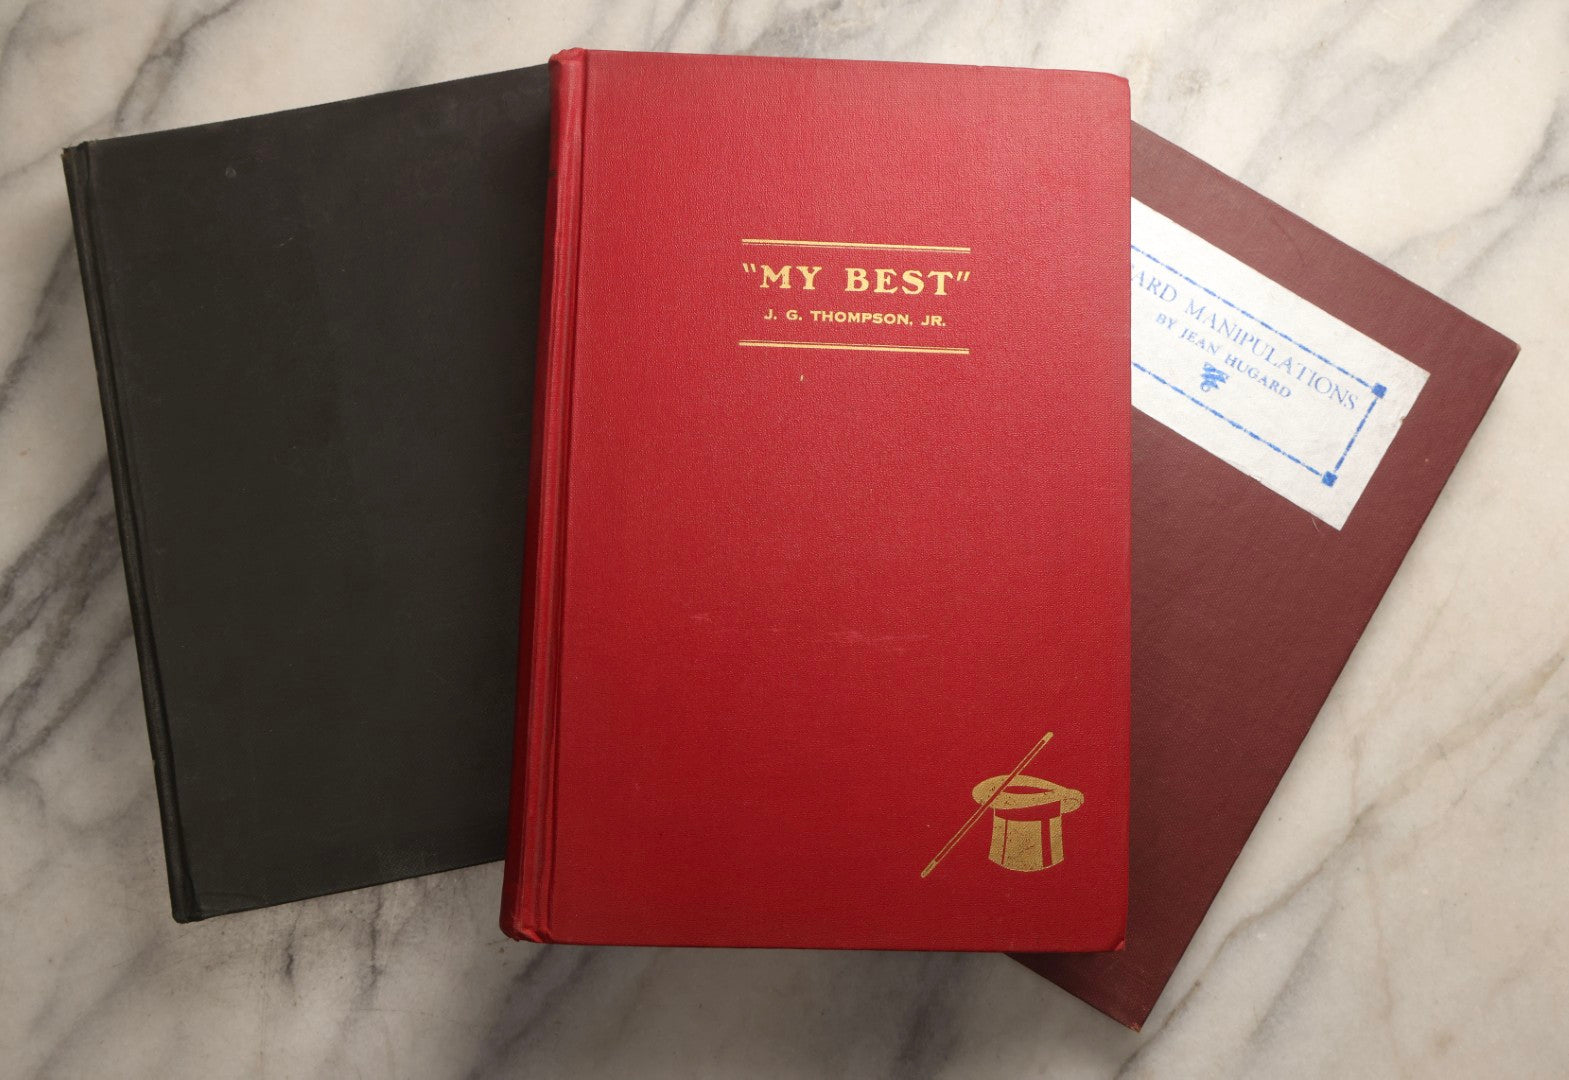 "MY BEST"
J. G. THOMPSON, JR.
ARD MANIPULATIONS
BY JEAN HUGARD